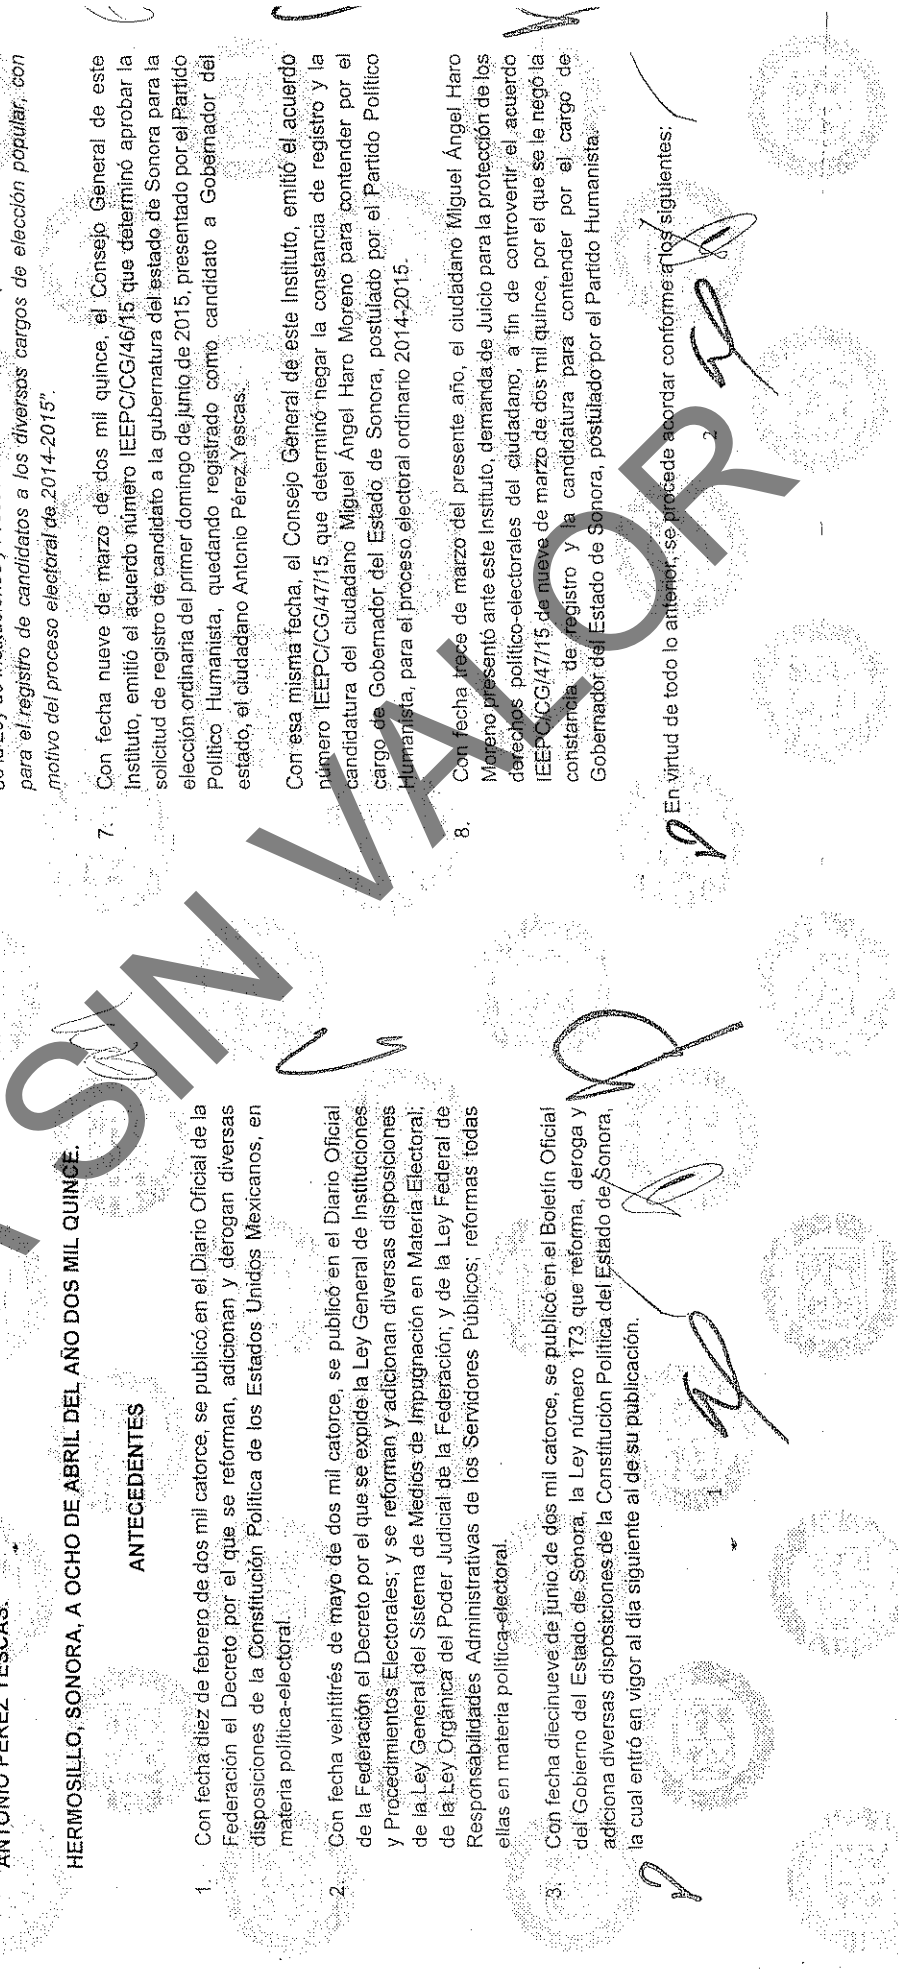 ANTONIO PÉREZ YESCAS.
HERMOSILLO, SONORA, A OCHO DE ABRIL DEL AÑO DOS MIL QUINCE.
ANTECEDENTES
1. Con fecha diez de febrero de dos mil catorce, se publicó en el Diario Oficial de la
Federación el Decreto por el que se reforman, adicionan y derogan diversas
disposiciones de la Constitución Política de los Estados Unidos Mexicanos, en
materia política-electoral.
2. Con fecha veintitrés de mayo de dos mil catorce, se publicó en el Diario Oficial
de la Federación el Decreto por el que se expide la Ley General de Instituciones
y Procedimientos Electorales; y se reforman y adicionan diversas disposiciones
de la Ley General del Sistema de Medios de Impugnación en Materia Electoral;
de la Ley Orgánica del Poder Judicial de la Federación; y de la Ley Federal de
Responsabilidades Administrativas de los Servidores Públicos; reformas todas
ellas en materia política-electoral.
3. Con fecha diecinueve de junio de dos mil catorce, se publicó en el Boletín Oficial
del Gobierno del Estado de Sonora, la Ley número 173 que reforma, deroga y
adiciona diversas disposiciones de la Constitución Política del Estado de Sonora,
la cual entró en vigor al día siguiente al de su publicación.
1
para el registro de candidatos a los diversos cargos de elección popular, con
motivo del proceso electoral de 2014-2015".
7. Con fecha nueve de marzo de dos mil quince, el Consejo General de este
Instituto, emitió el acuerdo número IEEPC/CG/46/15 que determinó aprobar la
solicitud de registro de candidato a la gubernatura del estado de Sonora para la
elección ordinaria del primer domingo de junio de 2015, presentado por el Partido
Político Humanista, quedando registrado como candidato a Gobernador del
estado, el ciudadano Antonio Pérez Yescas.
Con esa misma fecha, el Consejo General de este Instituto, emitió el acuerdo
número IEEPC/CG/47/15 que determinó negar la constancia de registro y la
candidatura del ciudadano Miguel Ángel Haro Moreno para contender por el
cargo de Gobernador del Estado de Sonora, postulado por el Partido Político
Humanista, para el proceso electoral ordinario 2014-2015.
8. Con fecha trece de marzo del presente año, el ciudadano Miguel Ángel Haro
Moreno presentó ante este Instituto, demanda de Juicio para la protección de los
derechos político-electorales del ciudadano, a fin de controvertir el acuerdo
IEEPC/CG/47/15 de nueve de marzo de dos mil quince, por el que se le negó la
constancia de registro y la candidatura para contender por el cargo de
Gobernador del Estado de Sonora, postulado por el Partido Humanista.
En virtud de todo lo anterior, se procede acordar conforme a los siguientes:
2
SIN VALOR